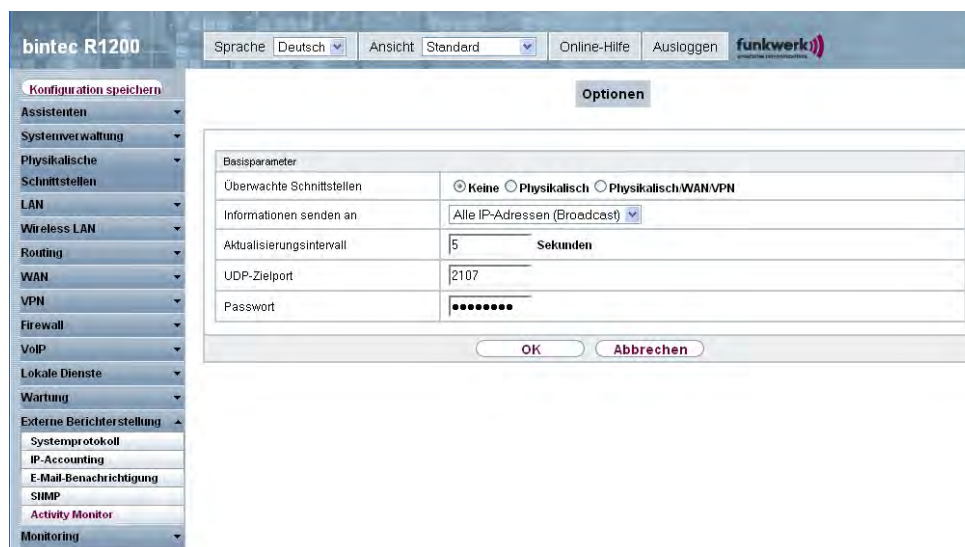 bintec R1200
Sprache Deutsch Ansicht Standard Online-Hilfe Ausloggen funkwerk
Konfiguration speichern
Assistenten
Systemverwaltung
Physikalische
Schnittstellen
LAN
Wireless LAN
Routing
WAN
VPN
Firewall
VoIP
Lokale Dienste
Wartung
Externe Berichterstellung
Systemprotokoll
IP-Accounting
E-Mail-Benachrichtigung
SNMP
Activity Monitor
Monitoring
Optionen
Basisparameter
Überwachte Schnittstellen Keine Physikalisch Physikalisch/WAN/VPN
Informationen senden an Alle IP-Adressen (Broadcast)
Aktualisierungsintervall 5 Sekunden
UDP-Zielport 2107
Passwort ●●●●●●●●
OK Abbrechen